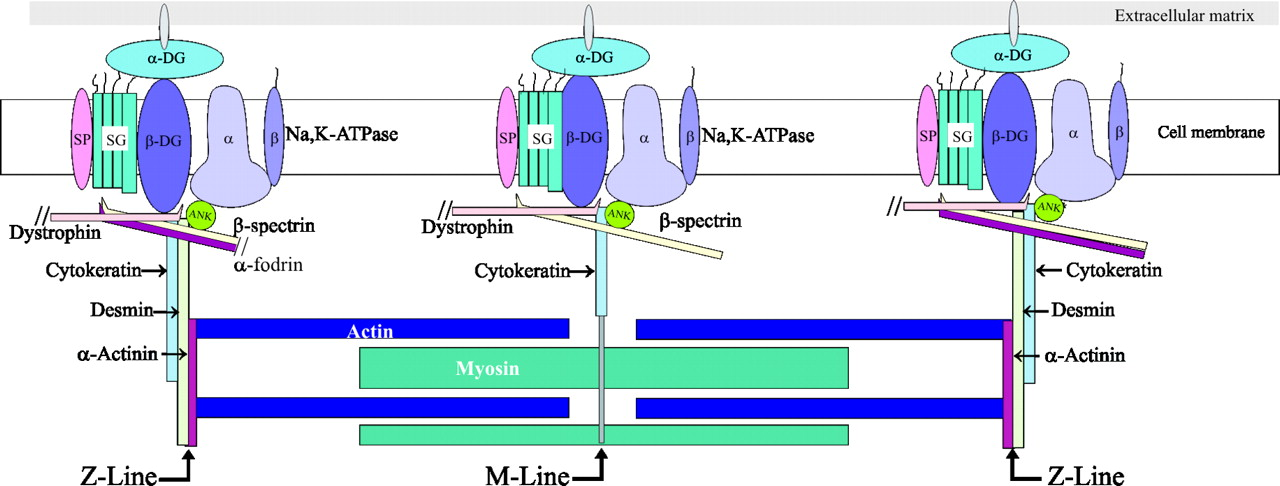 Extracellular matrix
α-DG
α-DG
α-DG
SP
SG
β-DG
α
β
Na,K-ATPase
SP
SG
β-DG
α
β
Na,K-ATPase
SP
SG
β-DG
α
β
Cell membrane
ANK
ANK
ANK
Dystrophin
β-spectrin
Dystrophin
β-spectrin
α-fodrin
Cytokeratin
Cytokeratin
Cytokeratin
Desmin
Desmin
Actin
α-Actinin
α-Actinin
Myosin
Z-Line
M-Line
Z-Line